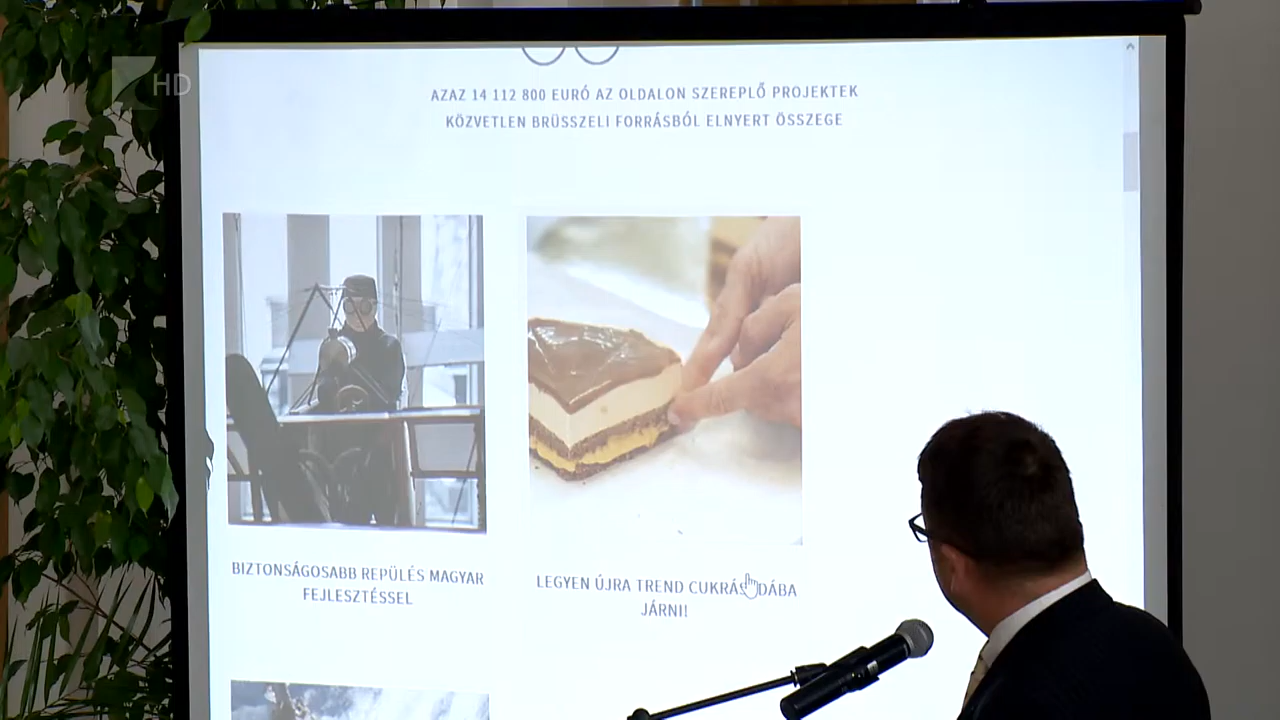 HD
AZAZ 14 112 800 EURÓ AZ OLDALON SZEREPLŐ PROJEKTEK
KÖZVETLEN BRÜSSZELI FORRÁSBÓL ELNYERT ÖSSZEGE
BIZTONSÁGOSABB REPÜLÉS MAGYAR
FEJLESZTÉSSEL
LEGYEN ÚJRA TREND CUKRÁSZDÁBA
JÁRNI!